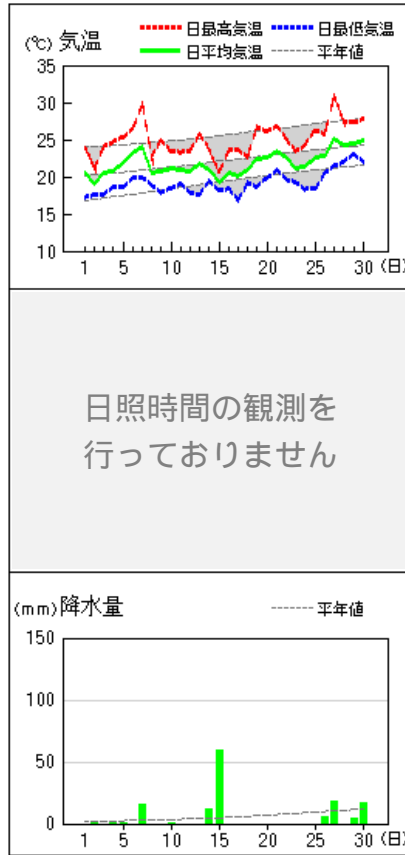 日最高気温 日最低気温
(℃) 気温 日平均気温 平年値
35
30
25
20
15
10
1 5 10 15 20 25 30 (日)
日照時間の観測を
行っておりません
(mm) 降水量 平年値
150
100
50
0
1 5 10 15 20 25 30 (日)